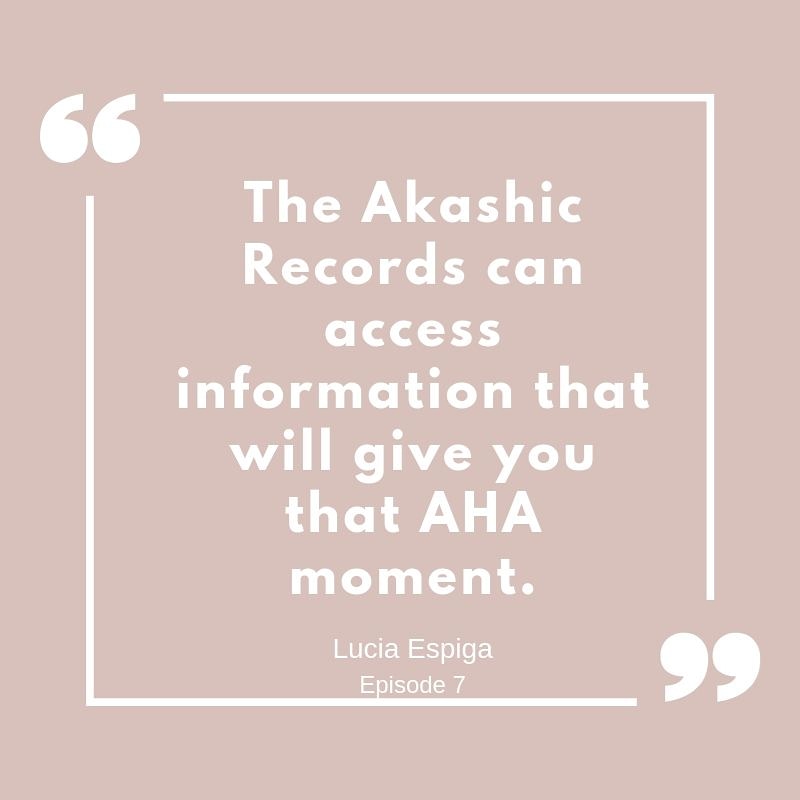 “
The Akashic
Records can
access
information that
will give you
that AHA
moment.
Lucia Espiga
Episode 7
”